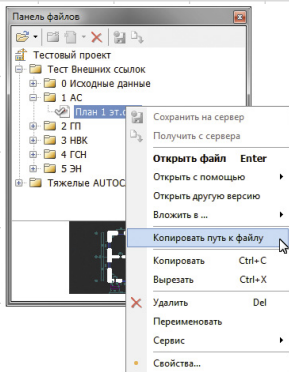 Панель файлов
Тестовый проект
Тест Внешних ссылок
0 Исходные данные
1 АС
План 1 эт.
2 ГП
3 НВК
4 ГСН
5 ЭН
Тяжелые AUTOC
Сохранить на сервер
Получить с сервера
Открыть файл Enter
Открыть с помощью
Открыть другую версию
Вложить в ...
Копировать путь к файлу
Копировать Ctrl+C
Вырезать Ctrl+X
Удалить Del
Переименовать
Сервис
Свойства...